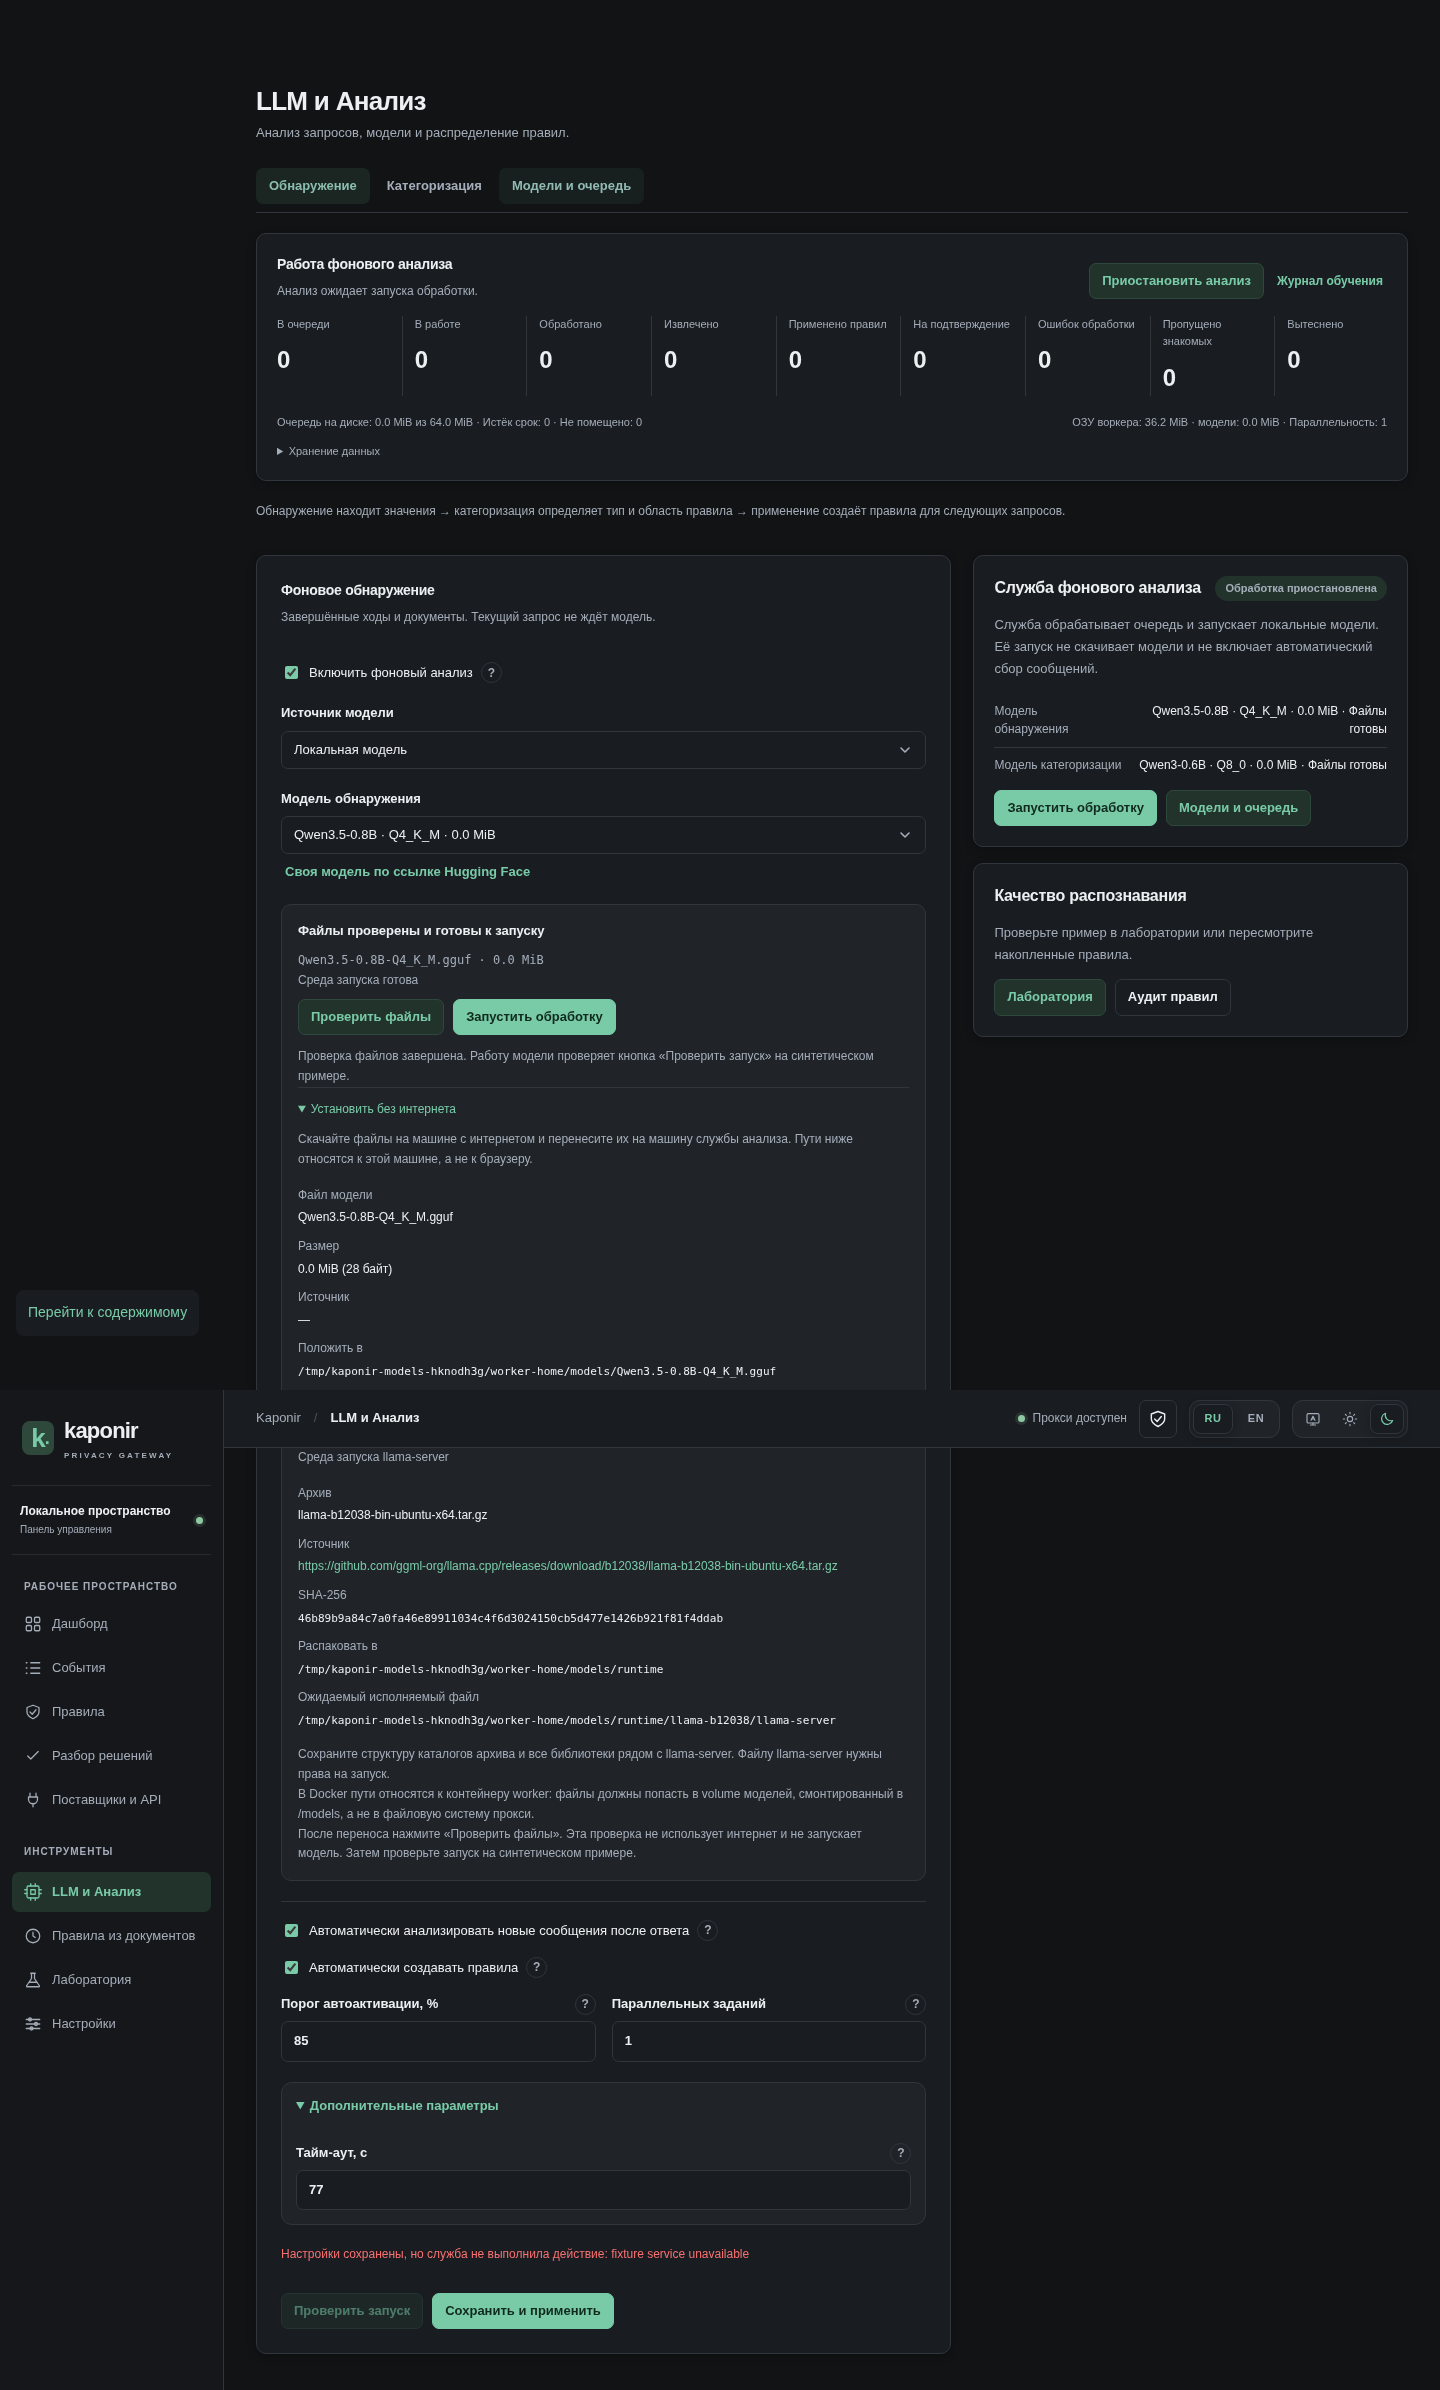 LLM и Анализ
Анализ запросов, модели и распределение правил.
Обнаружение
Категоризация
Модели и очередь
Работа фонового анализа
Анализ ожидает запуска обработки.
Приостановить анализ
Журнал обучения
В очереди
0
В работе
0
Обработано
0
Извлечено
0
Применено правил
0
На подтверждение
0
Ошибок обработки
0
Пропущено
знакомых
0
Вытеснено
0
Очередь на диске: 0.0 MiB из 64.0 MiB · Истёк срок: 0 · Не помещено: 0
ОЗУ воркера: 36.2 MiB · модели: 0.0 MiB · Параллельность: 1
Хранение данных
Обнаружение находит значения → категоризация определяет тип и область правила → применение создаёт правила для следующих запросов.
Фоновое обнаружение
Завершённые ходы и документы. Текущий запрос не ждёт модель.
Включить фоновый анализ ?
Источник модели
Локальная модель
Модель обнаружения
Qwen3.5-0.8B · Q4_K_M · 0.0 MiB
Своя модель по ссылке Hugging Face
Файлы проверены и готовы к запуску
Qwen3.5-0.8B-Q4_K_M.gguf · 0.0 MiB
Среда запуска готова
Проверить файлы
Запустить обработку
Проверка файлов завершена. Работу модели проверяет кнопка «Проверить запуск» на синтетическом
примере.
Установить без интернета
Скачайте файлы на машине с интернетом и перенесите их на машину службы анализа. Пути ниже
относятся к этой машине, а не к браузеру.
Файл модели
Qwen3.5-0.8B-Q4_K_M.gguf
Размер
0.0 MiB (28 байт)
Источник
—
Положить в
/tmp/kaponir-models-hknodh3g/worker-home/models/Qwen3.5-0.8B-Q4_K_M.gguf
Служба фонового анализа
Обработка приостановлена
Служба обрабатывает очередь и запускает локальные модели.
Её запуск не скачивает модели и не включает автоматический
сбор сообщений.
Модель
обнаружения
Qwen3.5-0.8B · Q4_K_M · 0.0 MiB · Файлы
готовы
Модель категоризации
Qwen3-0.6B · Q8_0 · 0.0 MiB · Файлы готовы
Запустить обработку
Модели и очередь
Качество распознавания
Проверьте пример в лаборатории или пересмотрите
накопленные правила.
Лаборатория
Аудит правил
Перейти к содержимому
k.
kaponir
PRIVACY GATEWAY
Локальное пространство
Панель управления
РАБОЧЕЕ ПРОСТРАНСТВО
Дашборд
События
Правила
Разбор решений
Поставщики и API
ИНСТРУМЕНТЫ
LLM и Анализ
Правила из документов
Лаборатория
Настройки
Kaponir / LLM и Анализ
Прокси доступен
RU
EN
Среда запуска llama-server
Архив
llama-b12038-bin-ubuntu-x64.tar.gz
Источник
https://github.com/ggml-org/llama.cpp/releases/download/b12038/llama-b12038-bin-ubuntu-x64.tar.gz
SHA-256
46b89b9a84c7a0fa46e89911034c4f6d3024150cb5d477e1426b921f81f4ddab
Распаковать в
/tmp/kaponir-models-hknodh3g/worker-home/models/runtime
Ожидаемый исполняемый файл
/tmp/kaponir-models-hknodh3g/worker-home/models/runtime/llama-b12038/llama-server
Сохраните структуру каталогов архива и все библиотеки рядом с llama-server. Файлу llama-server нужны
права на запуск.
В Docker пути относятся к контейнеру worker: файлы должны попасть в volume моделей, смонтированный в
/models, а не в файловую систему прокси.
После переноса нажмите «Проверить файлы». Эта проверка не использует интернет и не запускает
модель. Затем проверьте запуск на синтетическом примере.
Автоматически анализировать новые сообщения после ответа ?
Автоматически создавать правила ?
Порог автоактивации, % ?
85
Параллельных заданий ?
1
Дополнительные параметры
Тайм-аут, с ?
77
Настройки сохранены, но служба не выполнила действие: fixture service unavailable
Проверить запуск
Сохранить и применить